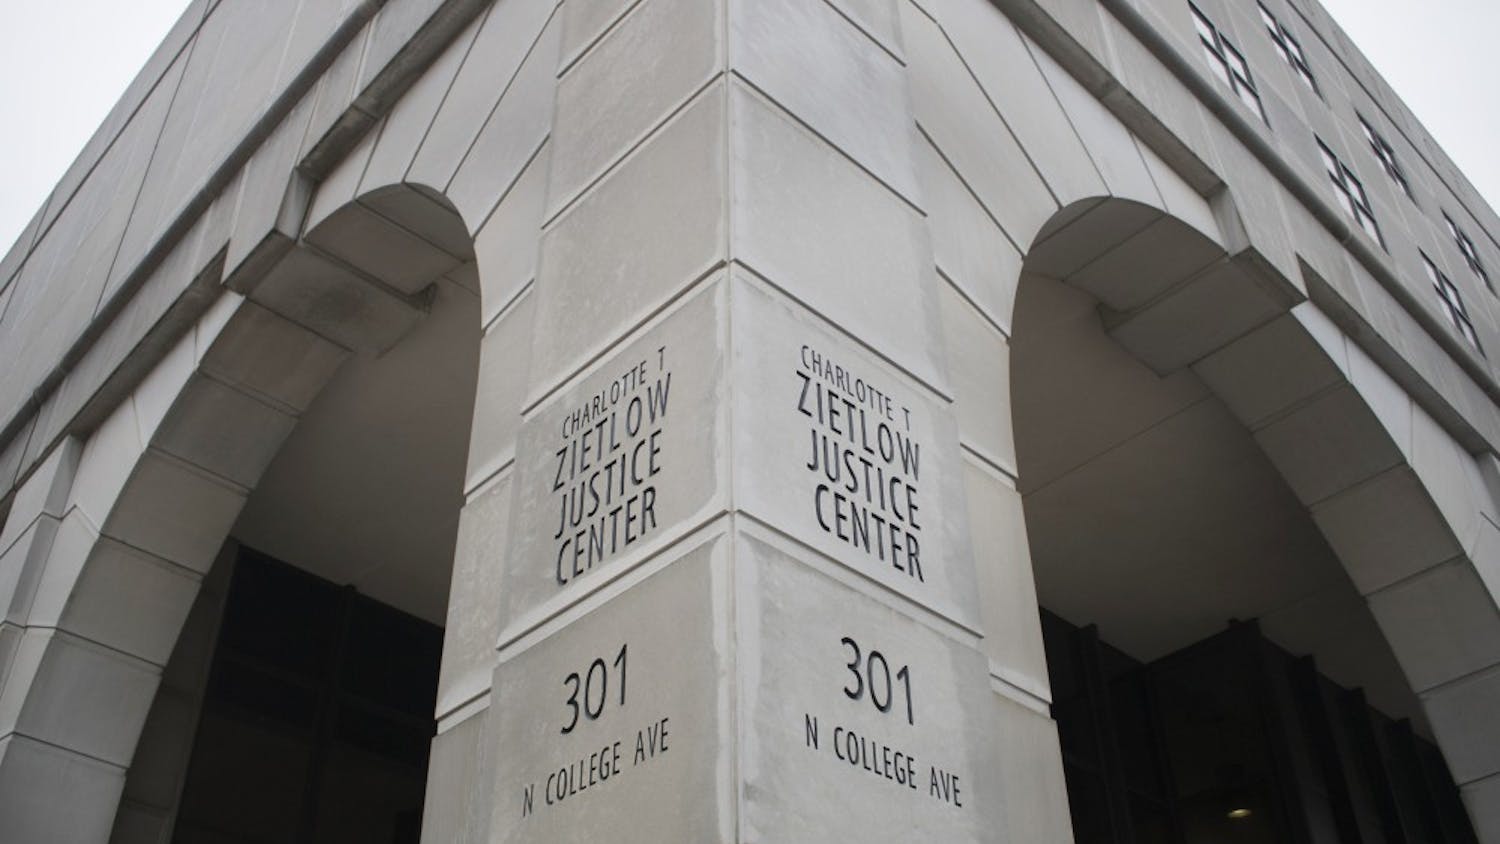 CHARLOTTE T
ZIETLOW
JUSTICE
CENTER
301
N COLLEGE AVE
CHARLOTTE T
ZIETLOW
JUSTICE
CENTER
301
N COLLEGE AVE